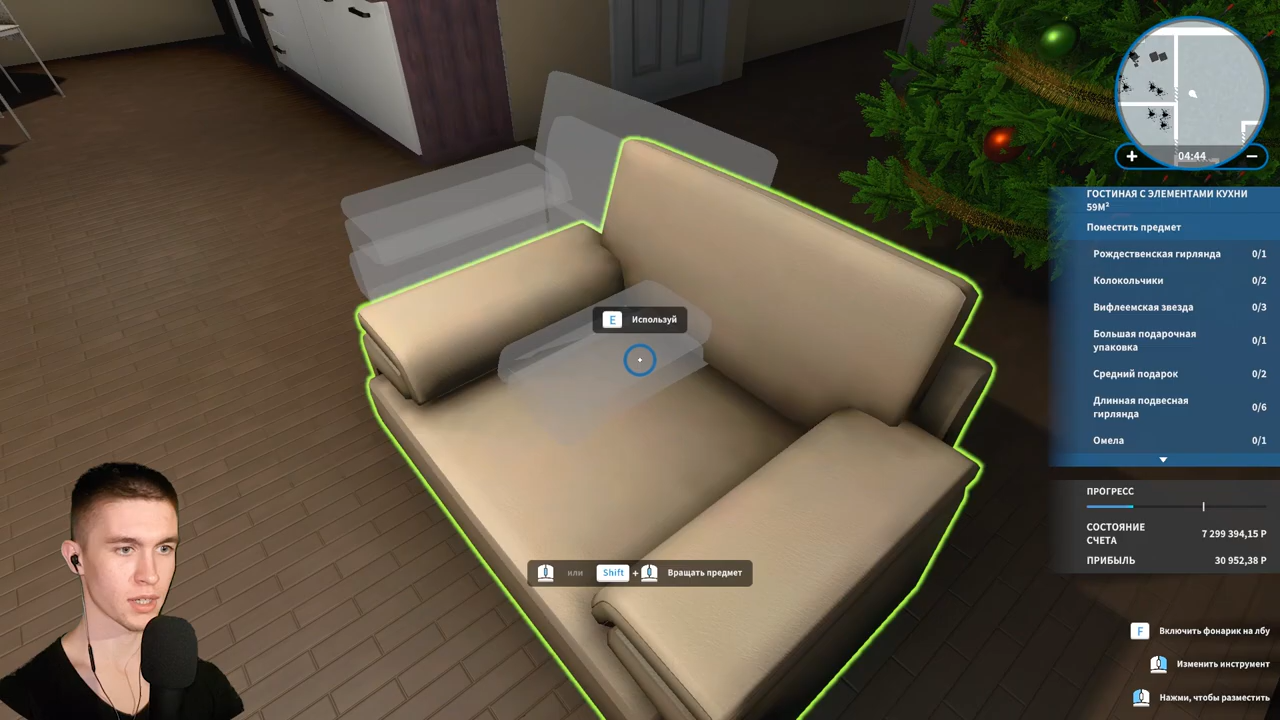 + 04:44 −
ГОСТИНАЯ С ЭЛЕМЕНТАМИ КУХНИ
59М²
Поместить предмет
Рождественская гирлянда 0/1
Колокольчики 0/2
Вифлеемская звезда 0/3
Большая подарочная
упаковка 0/1
Средний подарок 0/2
Длинная подвесная
гирлянда 0/6
Омела 0/1
E Используй
ПРОГРЕСС
СОСТОЯНИЕ
СЧЕТА 7 299 394,15 Р
ПРИБЫЛЬ 30 952,38 Р
или Shift + Вращать предмет
F Включить фонарик на лбу
Изменить инструмент
Нажми, чтобы разместить